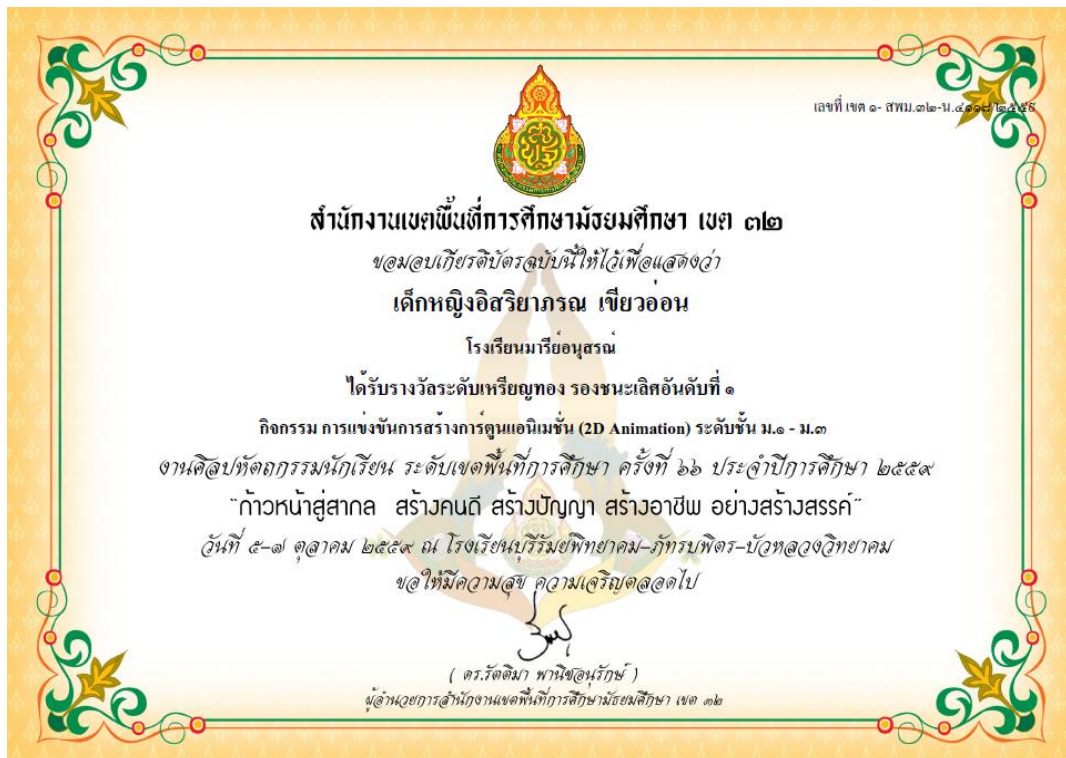 เลขที่ เขต ๑- สพม.๓๒-น.๔๑๑๘/๒๕๕๙
สำนักงานเขตพื้นที่การศึกษามัธยมศึกษา เขต ๓๒
ขอมอบเกียรติบัตรฉบับนี้ให้ไว้เพื่อแสดงว่า
เด็กหญิงอิสริยาภรณ เขียวอ่อน
โรงเรียนมารีย์อนุสรณ์
ได้รับรางวัลระดับเหรียญทอง รองชนะเลิศอันดับที่ ๑
กิจกรรม การแข่งขันการสร้างการ์ตูนแอนิเมชั่น (2D Animation) ระดับชั้น ม.๑ - ม.๓
งานศิลปหัตถกรรมนักเรียน ระดับเขตพื้นที่การศึกษา ครั้งที่ ๖๖ ประจำปีการศึกษา ๒๕๕๙
"ก้าวหน้าสู่สากล สร้างคนดี สร้างปัญญา สร้างอาชีพ อย่างสร้างสรรค์"
วันที่ ๕-๗ ตุลาคม ๒๕๕๙ ณ โรงเรียนบุรีรัมย์พิทยาคม-ภัทรบพิตร-บัวหลวงวิทยาคม
ขอให้มีความสุข ความเจริญตลอดไป
( ดร.รัตติมา พานิชอนุรักษ์ )
ผู้อำนวยการสำนักงานเขตพื้นที่การศึกษามัธยมศึกษา เขต ๓๒